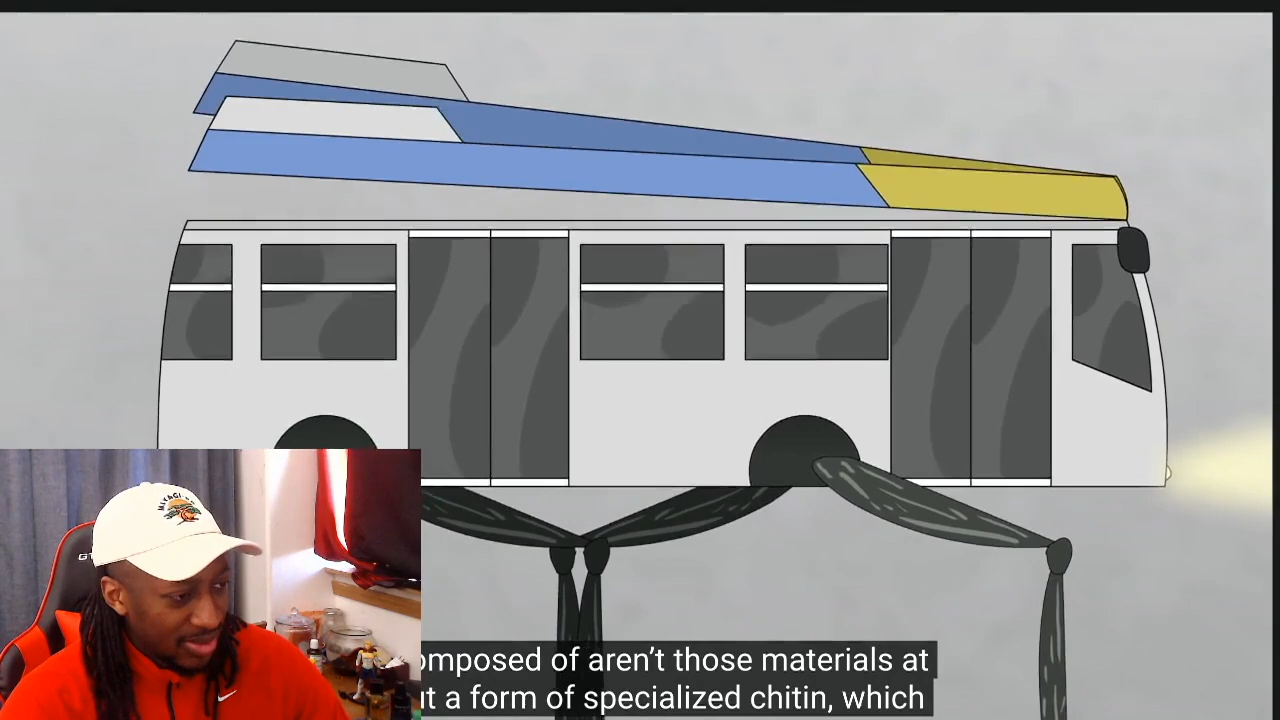 omposed of aren't those materials at
t a form of specialized chitin, which